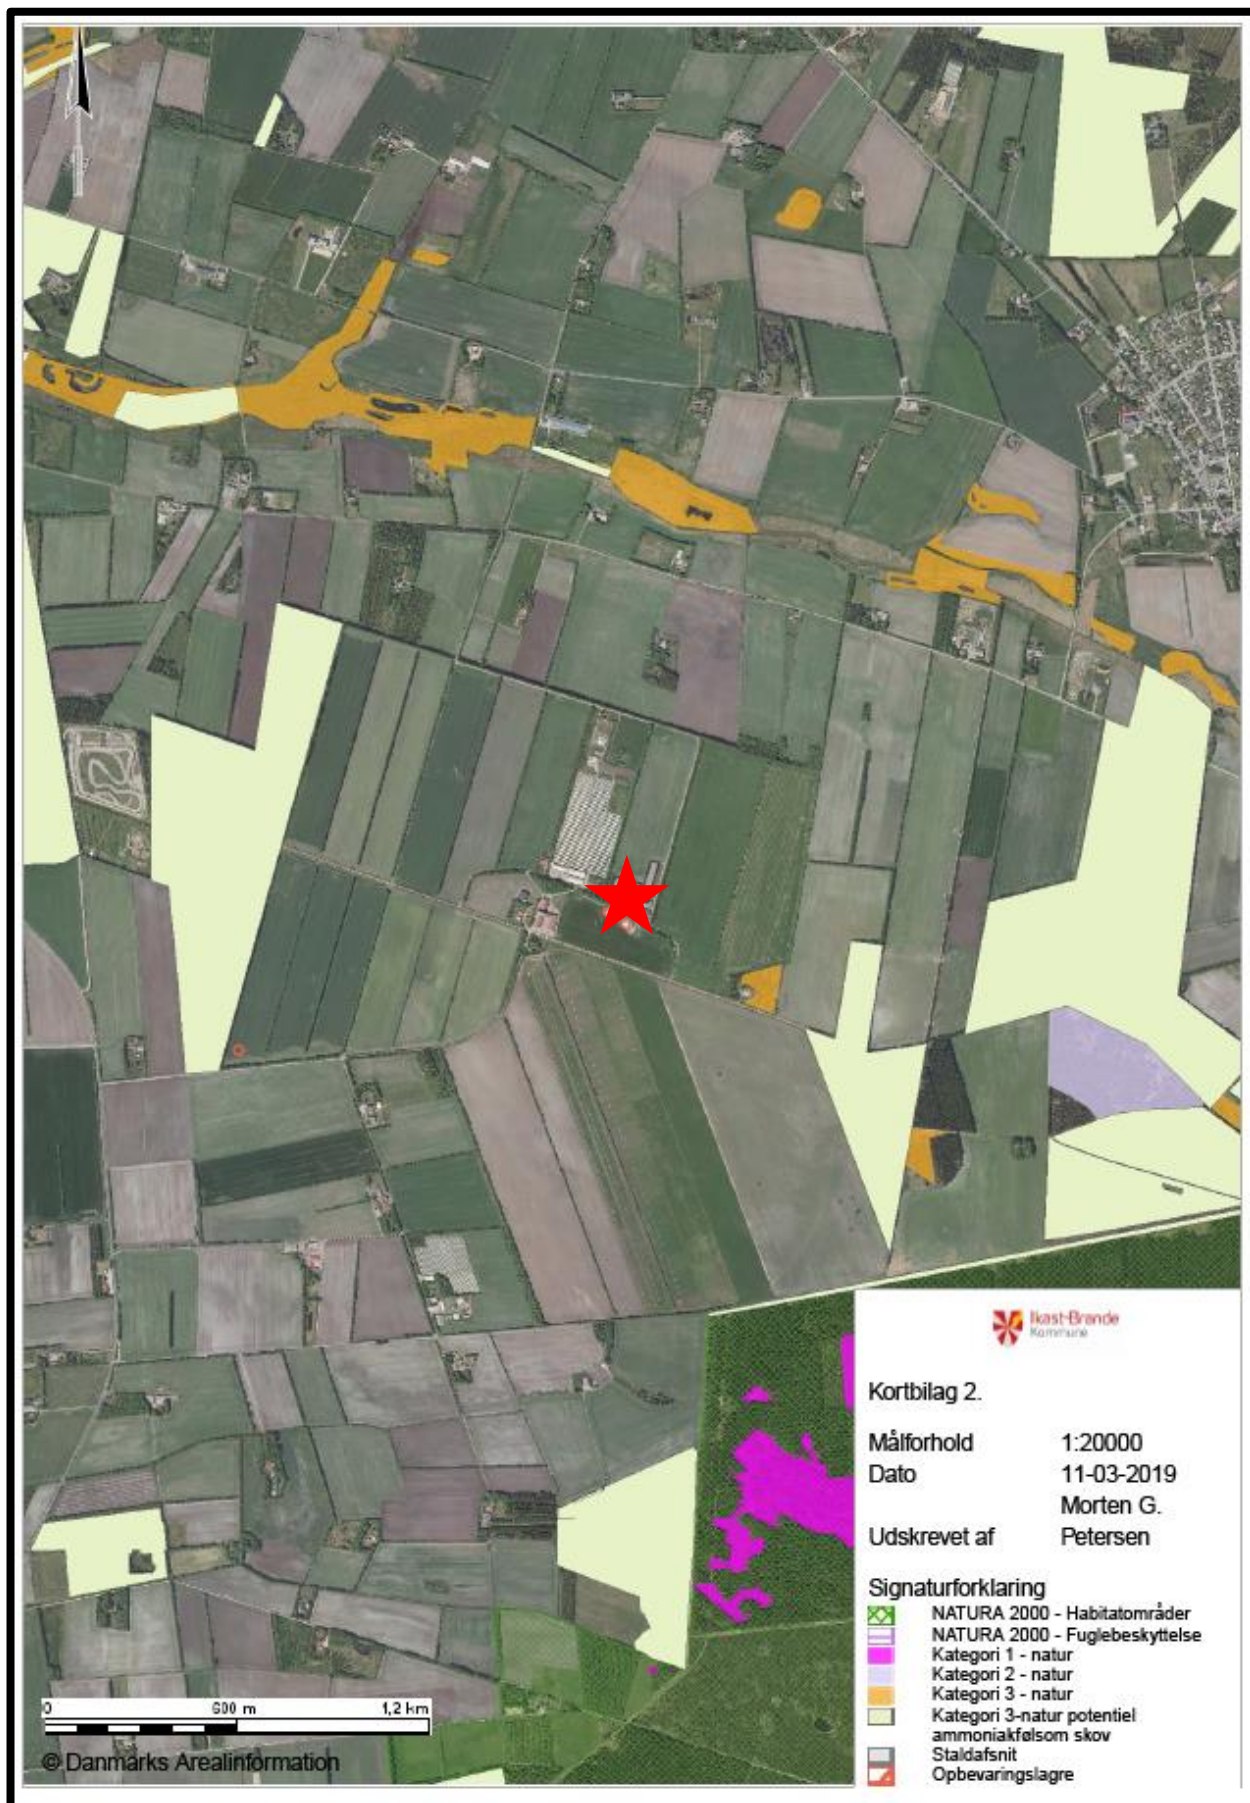 Ikast-Brande
Kommune
Kortbilag 2.
Målforhold 1:20000
Dato 11-03-2019
Morten G.
Udskrevet af Petersen
Signaturforklaring
NATURA 2000 - Habitatområder
NATURA 2000 - Fuglebeskyttelse
Kategori 1 - natur
Kategori 2 - natur
Kategori 3 - natur
Kategori 3-natur potentiel
ammoniakfølsom skov
Staldafsnit
Opbevaringslagre
0 600 m 1,2 km
© Danmarks Arealinformation